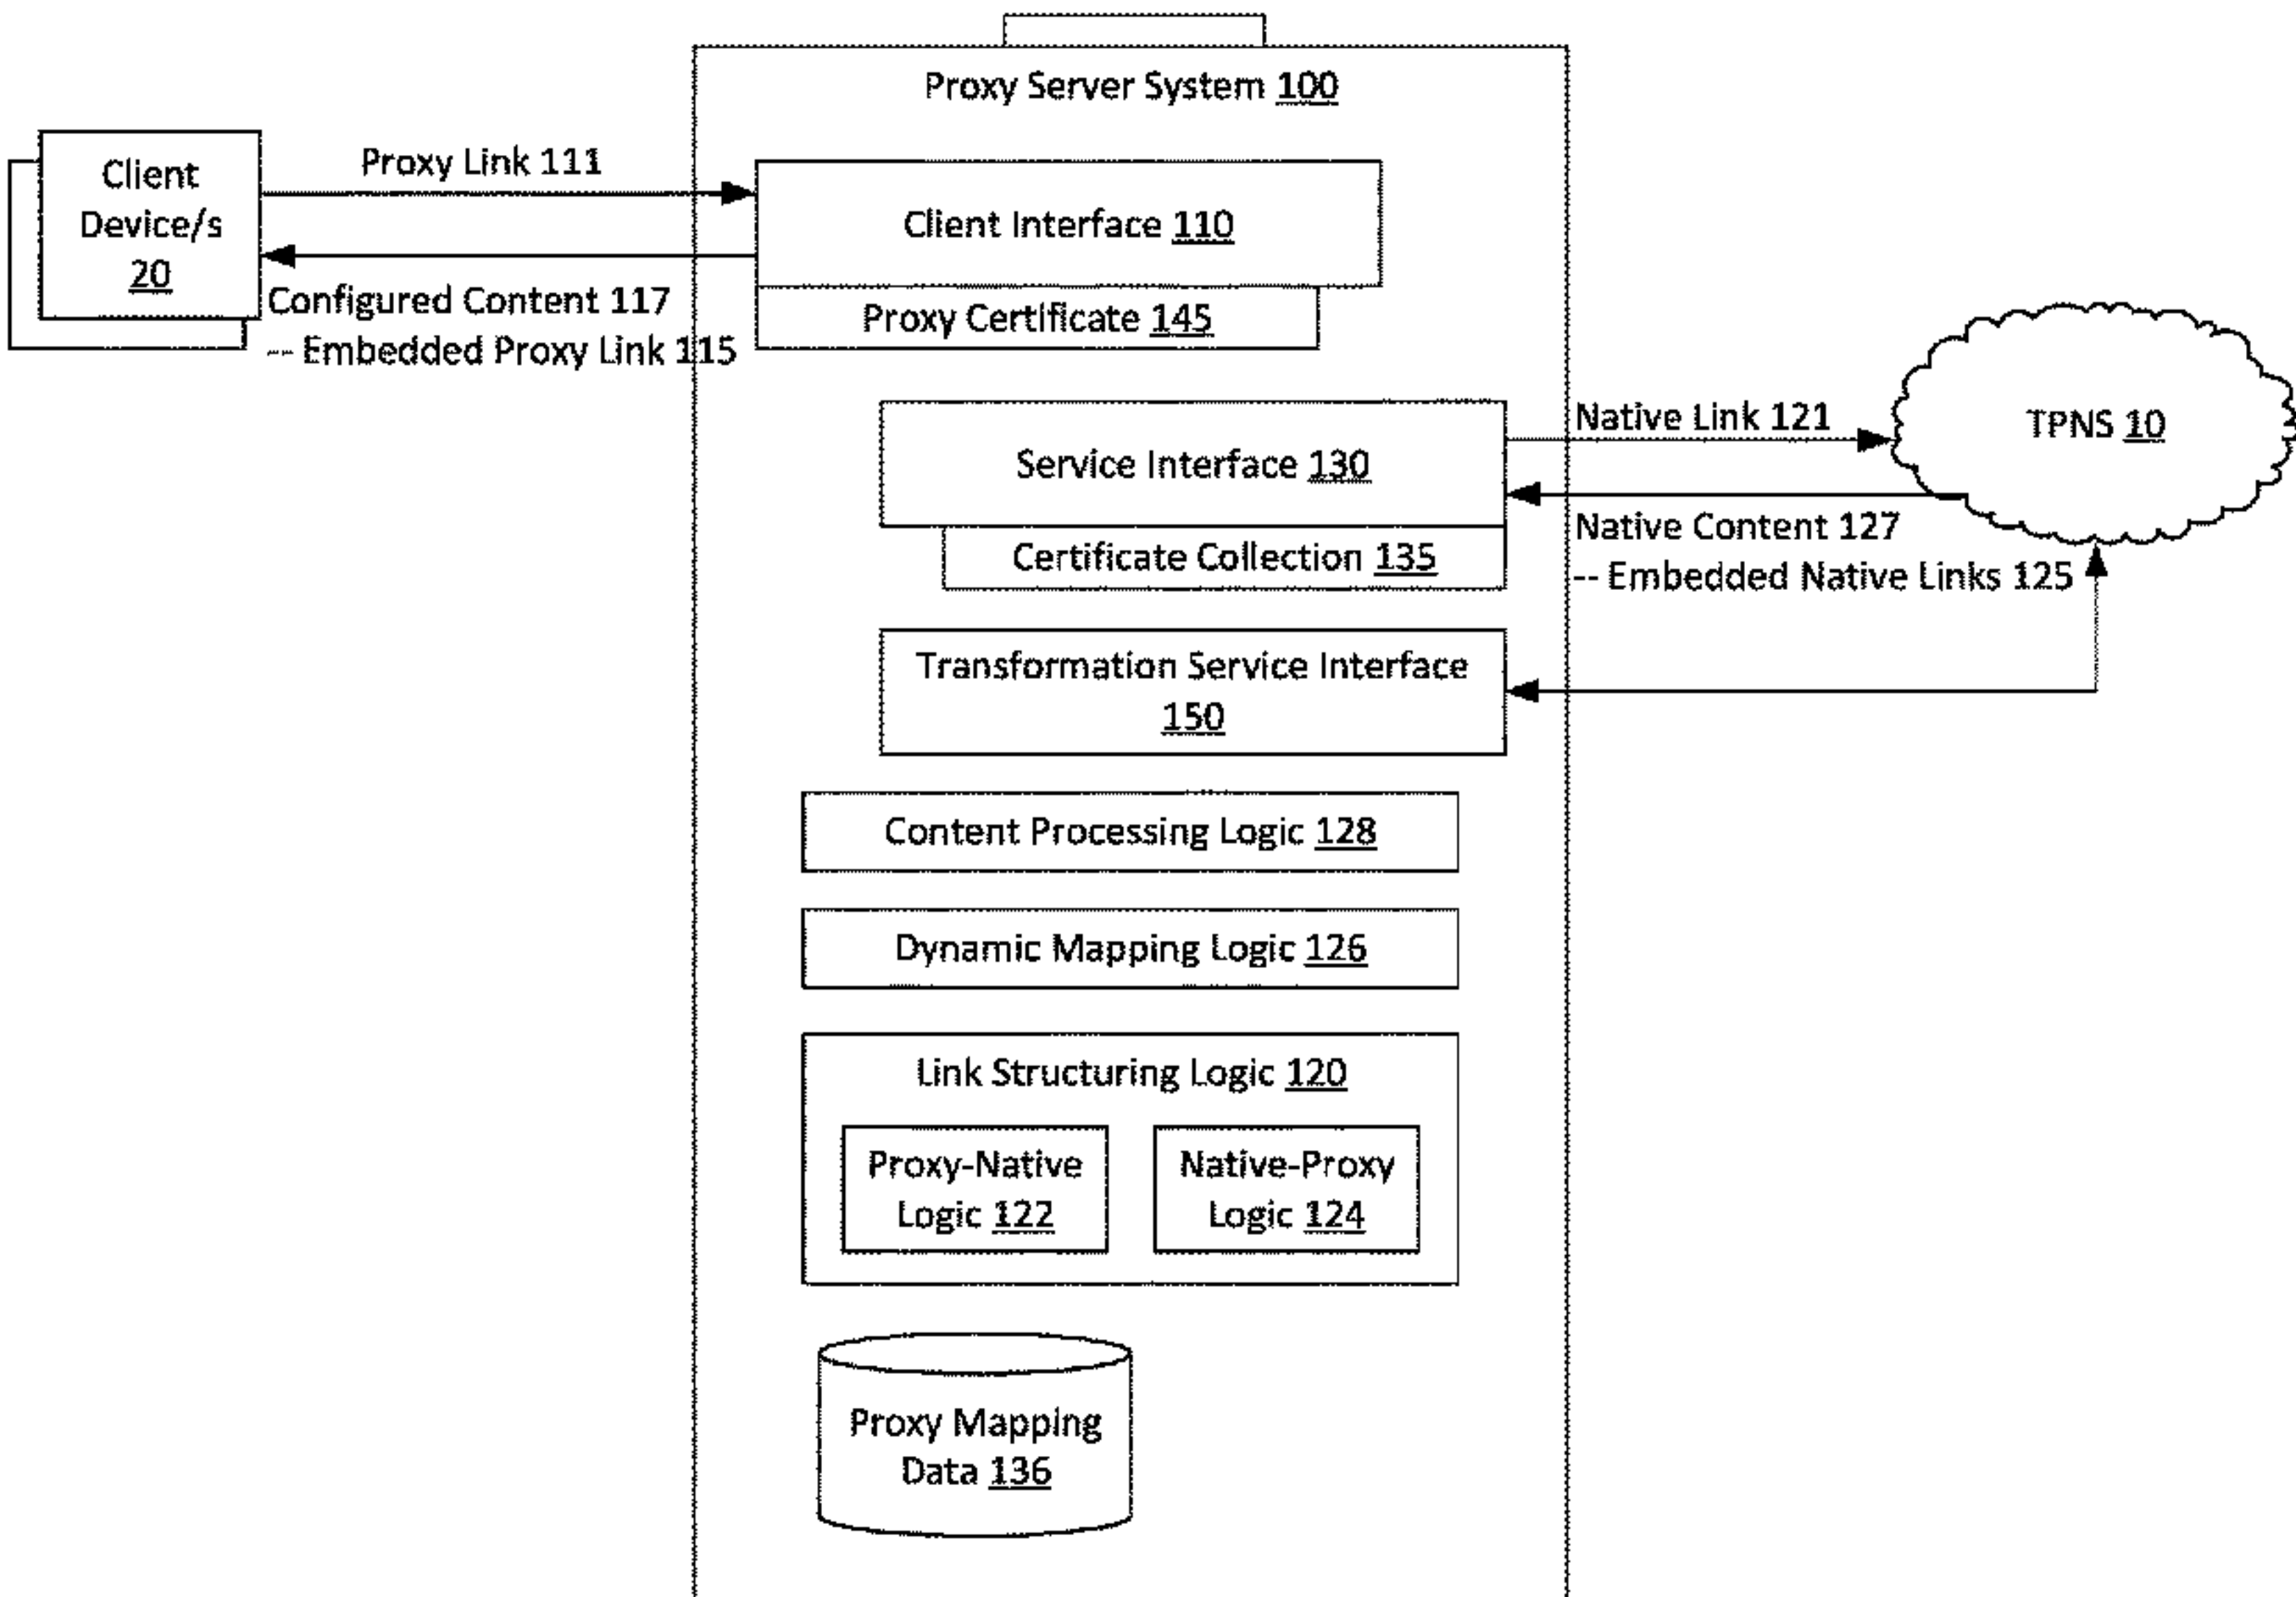 Proxy Server System 100
Client
Device/s
20
Proxy Link 111
Configured Content 117
-- Embedded Proxy Link 115
Client Interface 110
Proxy Certificate 145
Service Interface 130
Certificate Collection 135
Native Link 121
TPNS 10
Native Content 127
-- Embedded Native Links 125
Transformation Service Interface
150
Content Processing Logic 128
Dynamic Mapping Logic 126
Link Structuring Logic 120
Proxy-Native
Logic 122
Native-Proxy
Logic 124
Proxy Mapping
Data 136